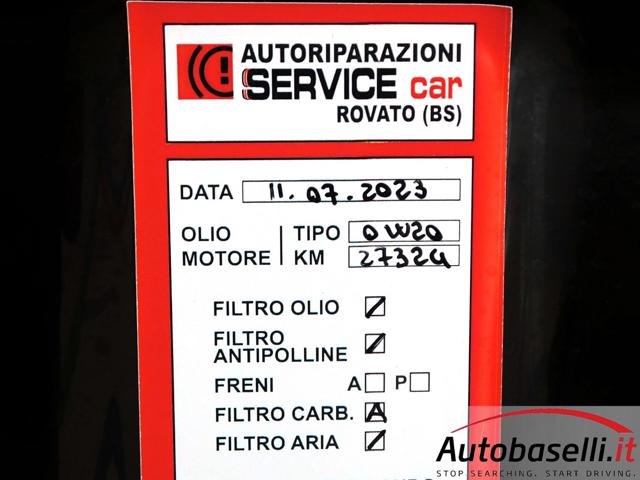 AUTORIPARAZIONI
SERVICE car
ROVATO (BS)
DATA 11.07.2023
OLIO MOTORE TIPO 0W20
KM 27324
FILTRO OLIO
FILTRO ANTIPOLLINE
FRENI A P
FILTRO CARB. A
FILTRO ARIA
Autobaselli.it
STOP SEARCHING. START DRIVING.